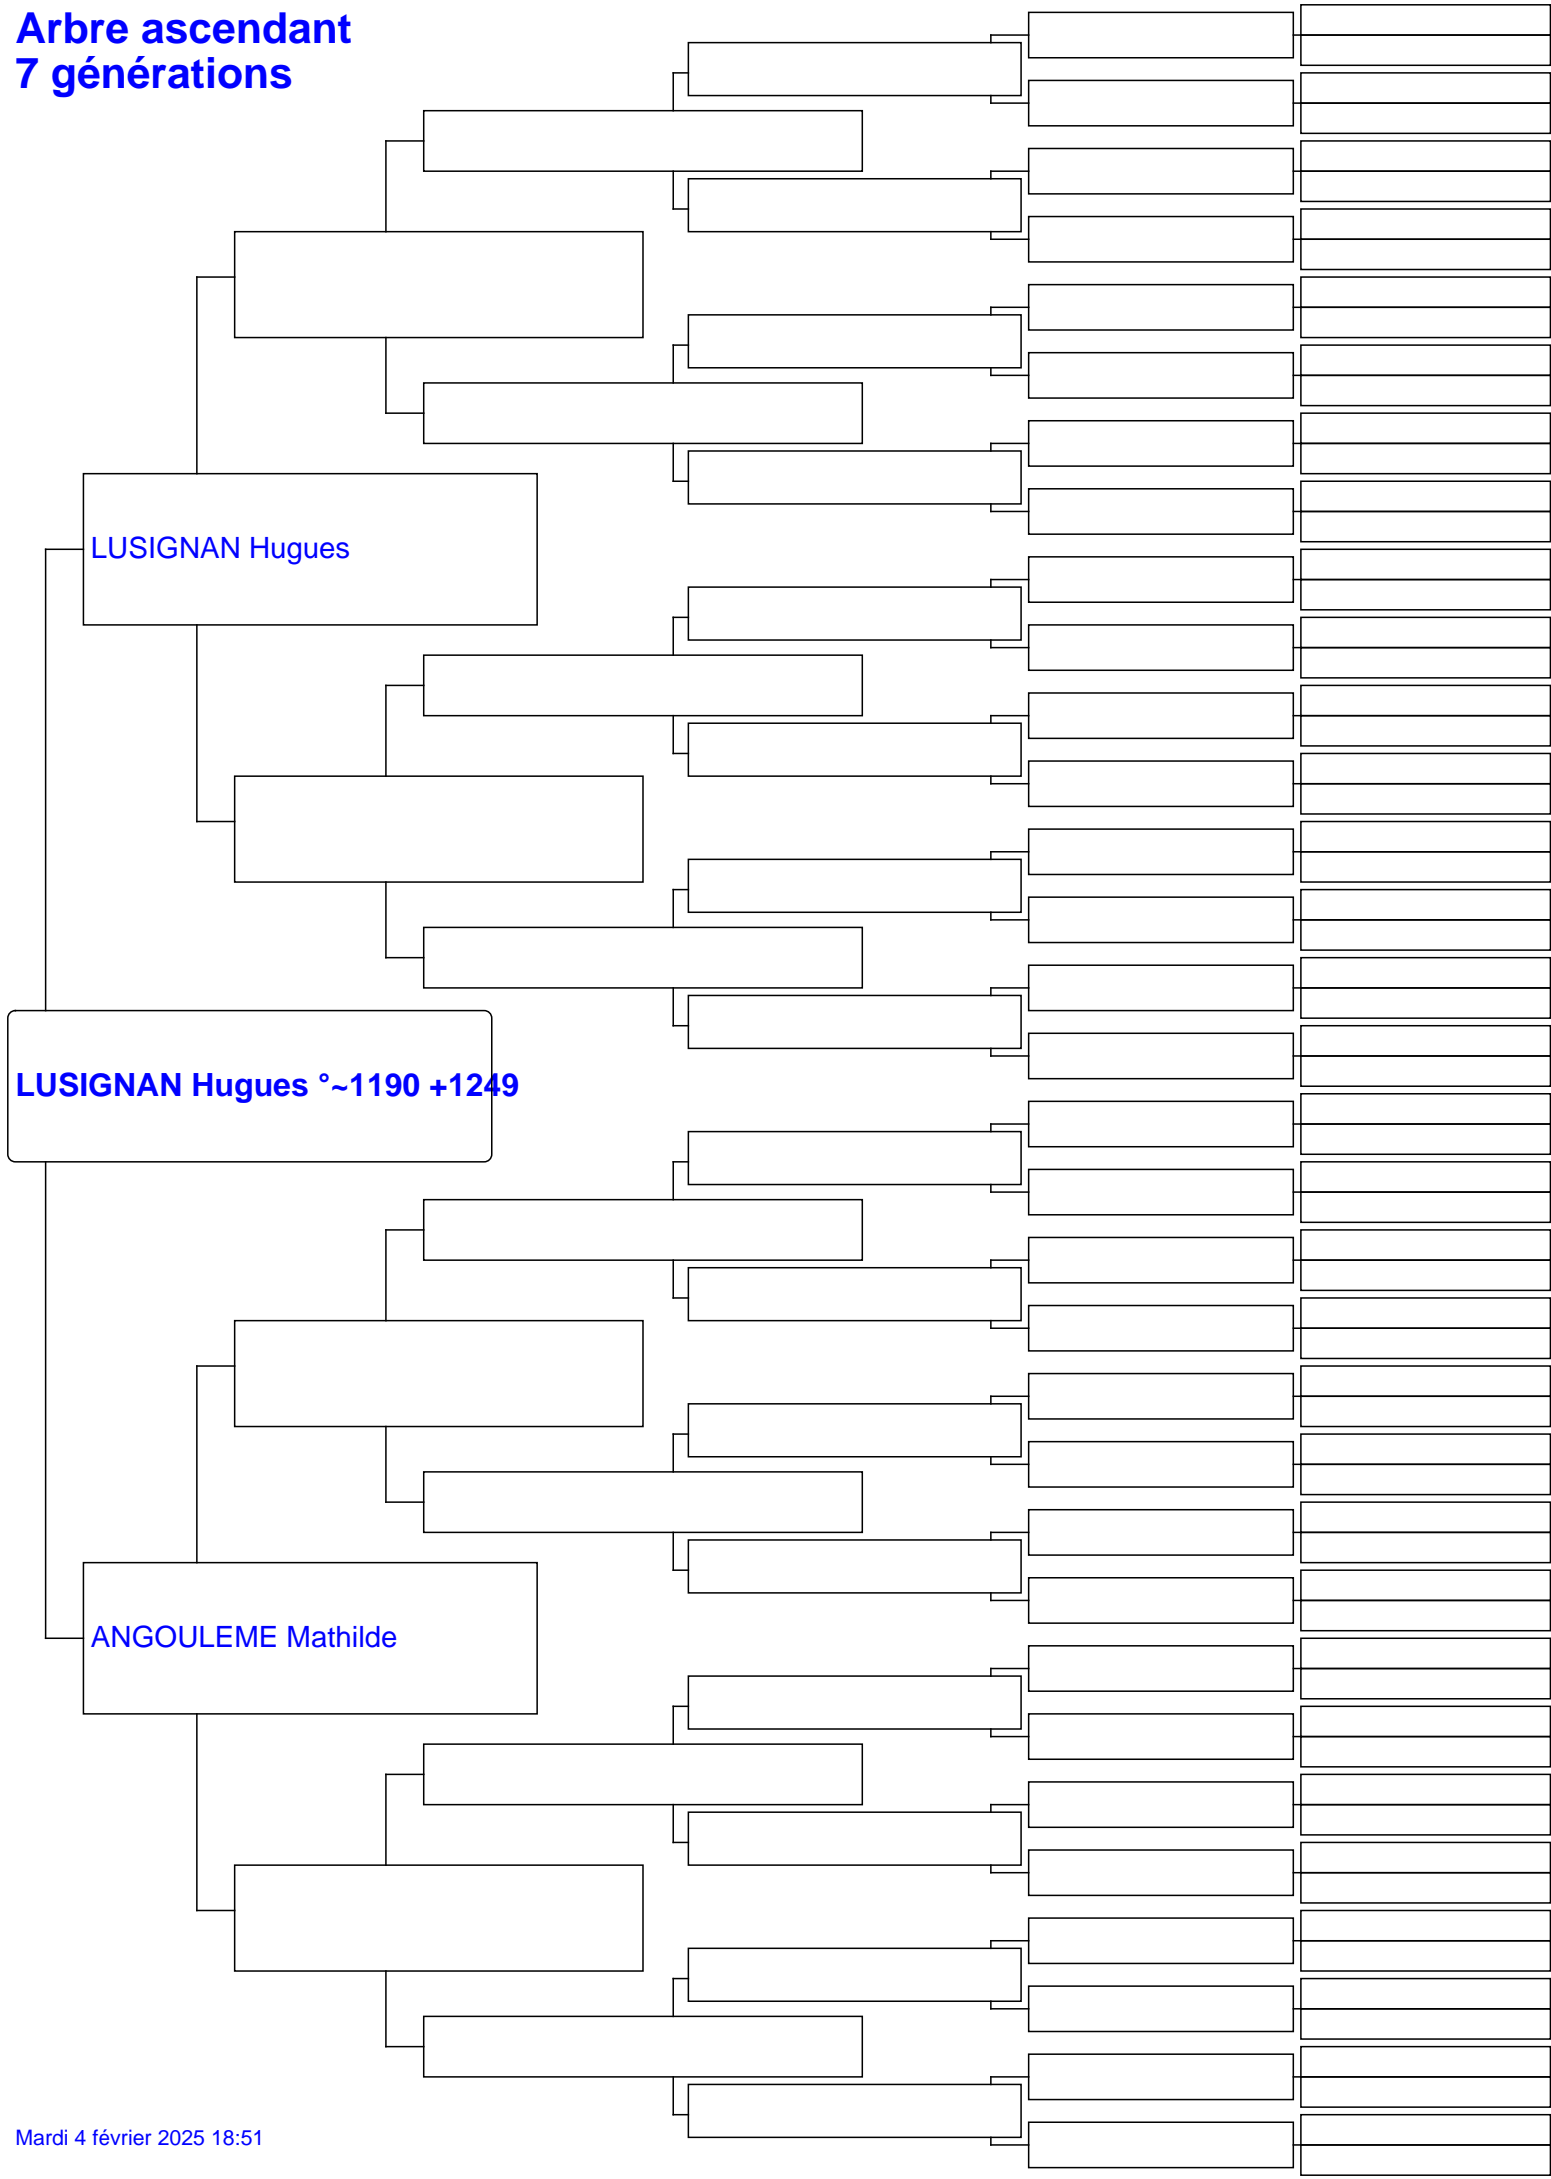 Arbre ascendant
7 générations
LUSIGNAN Hugues
LUSIGNAN Hugues °~1190 +1249
ANGOULEME Mathilde
Mardi 4 février 2025 18:51